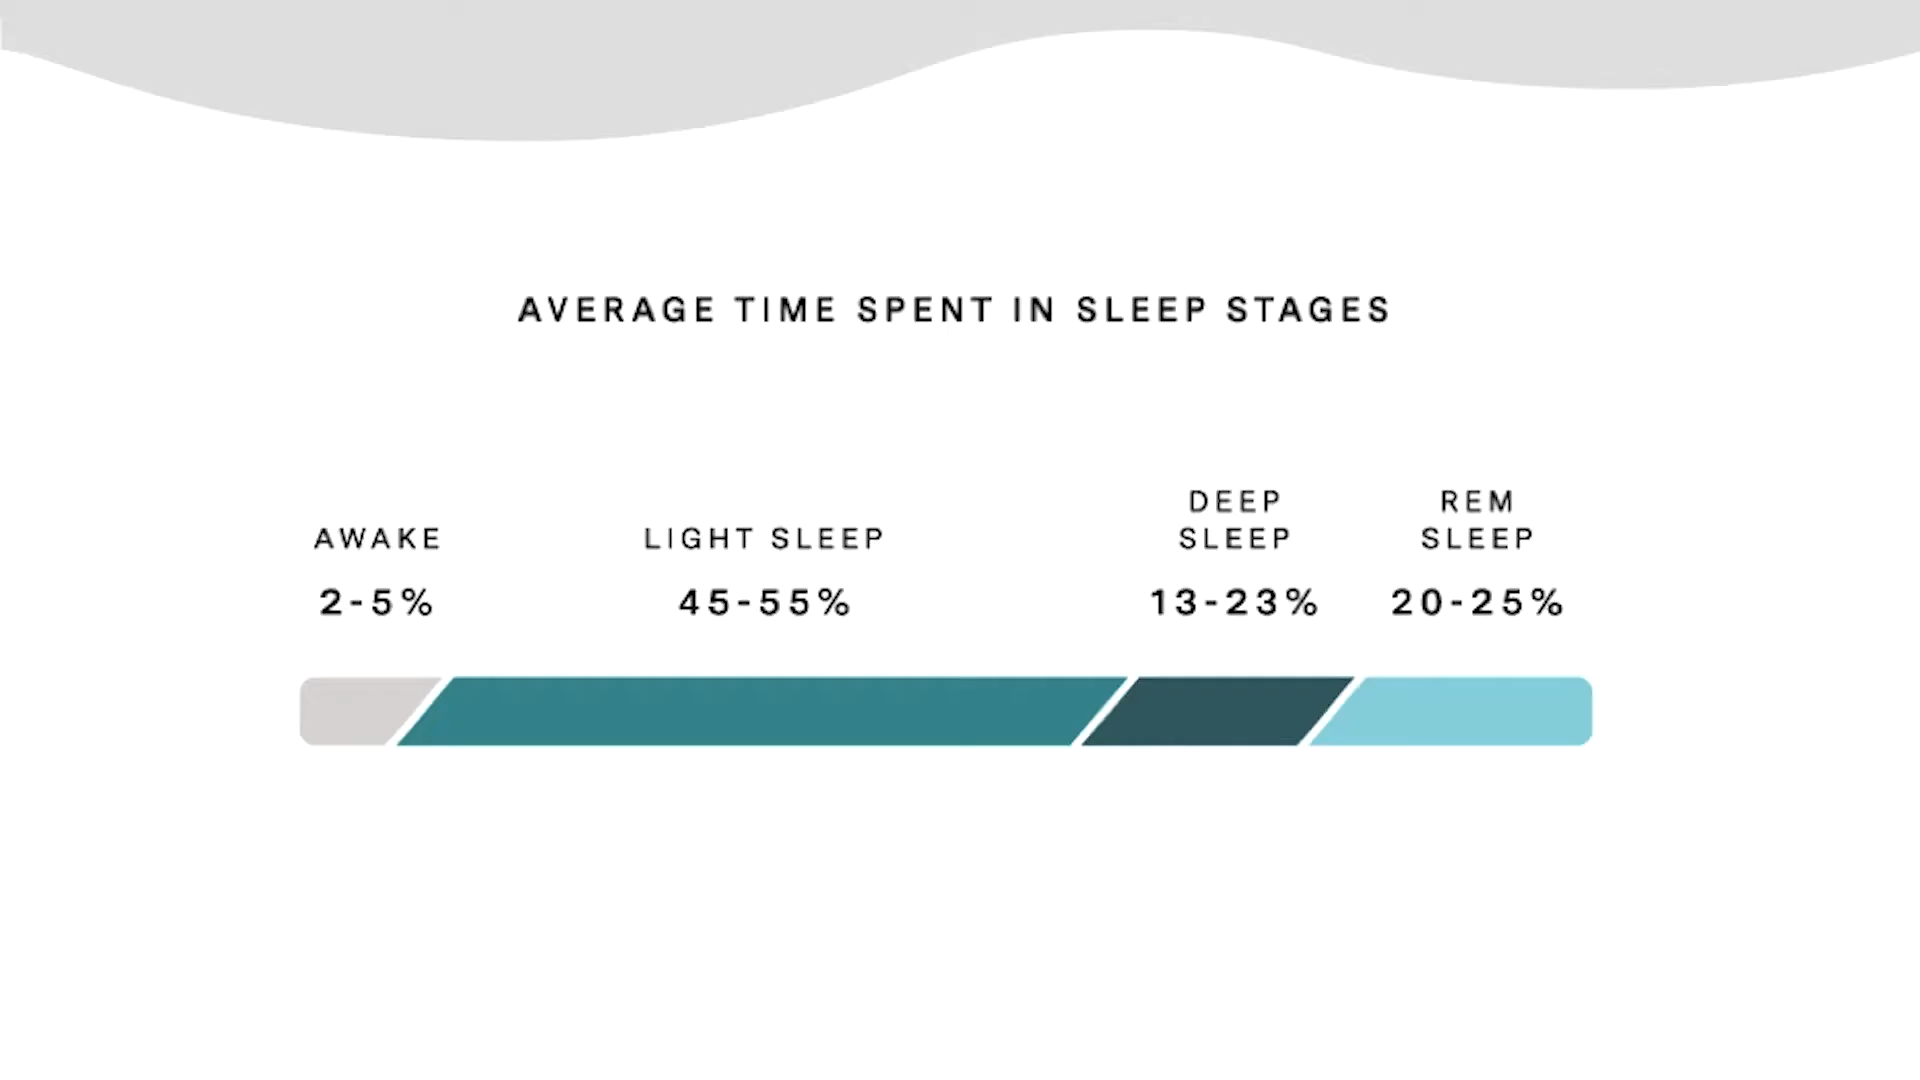 AVERAGE TIME SPENT IN SLEEP STAGES
AWAKE
2-5%
LIGHT SLEEP
45-55%
DEEP
SLEEP
13-23%
REM
SLEEP
20-25%